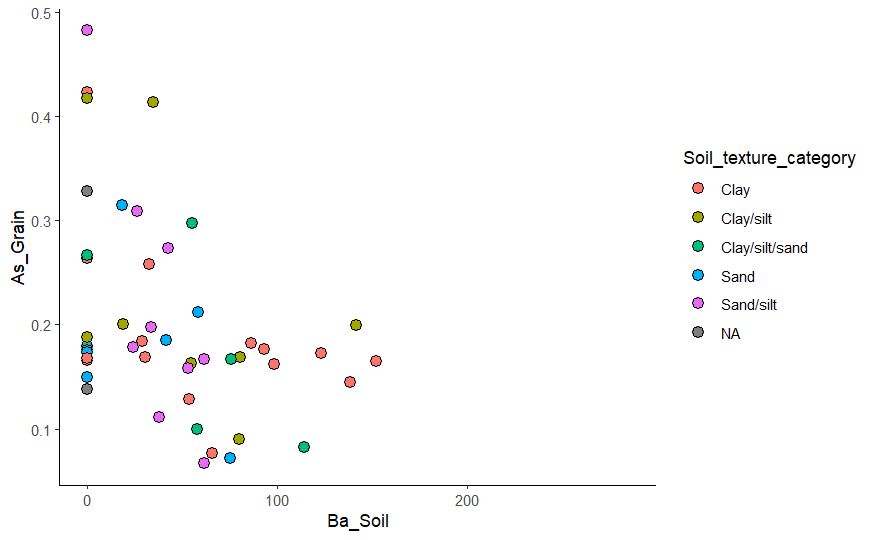 0.5
0.4
0.3
0.2
0.1
As_Grain
0
100
200
Ba_Soil
Soil_texture_category
Clay
Clay/silt
Clay/silt/sand
Sand
Sand/silt
NA